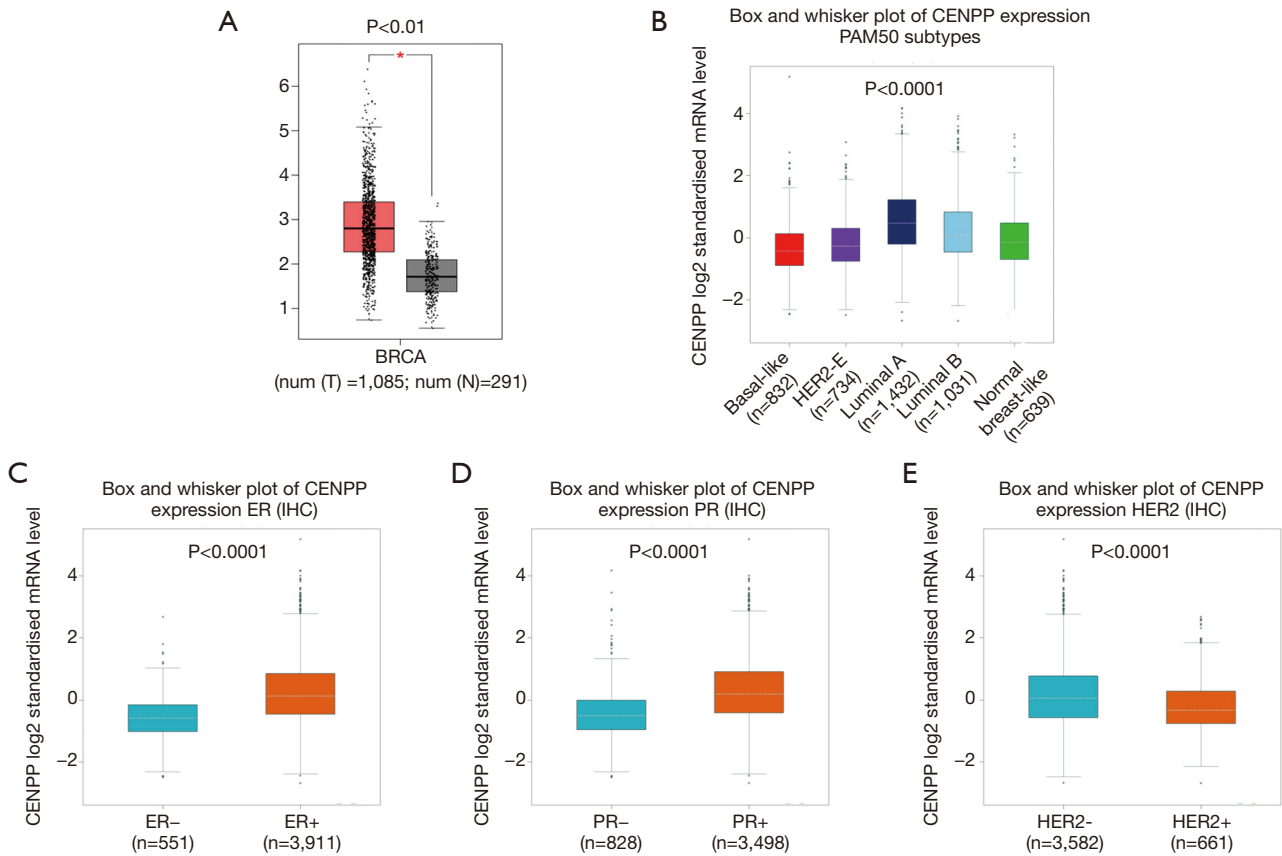 A
P<0.01
*
6
5
4
3
2
1
BRCA
(num (T) =1,085; num (N)=291)
B
Box and whisker plot of CENPP expression
PAM50 subtypes
P<0.0001
CENPP log2 standardised mRNA level
4
2
0
−2
Basal-like
(n=832)
HER2-E
(n=734)
Luminal A
(n=1,432)
Luminal B
(n=1,031)
Normal
breast-like
(n=639)
C
Box and whisker plot of CENPP
expression ER (IHC)
P<0.0001
CENPP log2 standardised mRNA level
4
2
0
−2
ER−
(n=551)
ER+
(n=3,911)
D
Box and whisker plot of CENPP
expression PR (IHC)
P<0.0001
CENPP log2 standardised mRNA level
4
2
0
−2
PR−
(n=828)
PR+
(n=3,498)
E
Box and whisker plot of CENPP
expression HER2 (IHC)
P<0.0001
CENPP log2 standardised mRNA level
4
2
0
−2
HER2-
(n=3,582)
HER2+
(n=661)